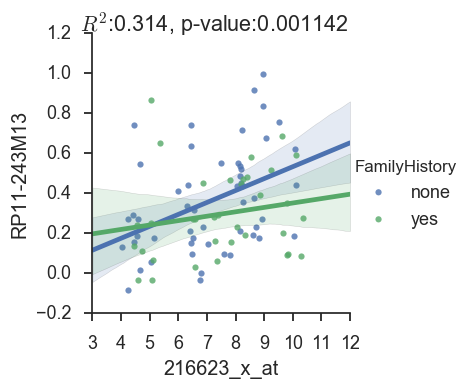 R²:0.314, p-value:0.001142
1.2
1.0
0.8
0.6
0.4
0.2
0.0
−0.2
RP11-243M13
3 4 5 6 7 8 9 10 11 12
216623_x_at
FamilyHistory
none
yes